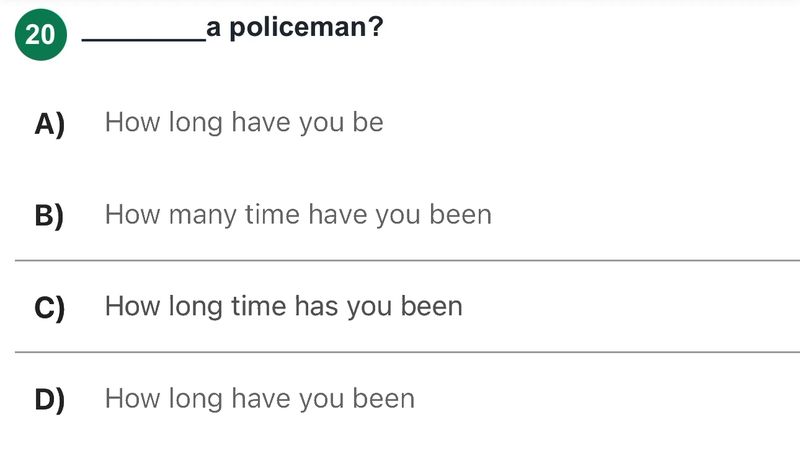 20 _________a policeman?
A) How long have you be
B) How many time have you been
C) How long time has you been
D) How long have you been